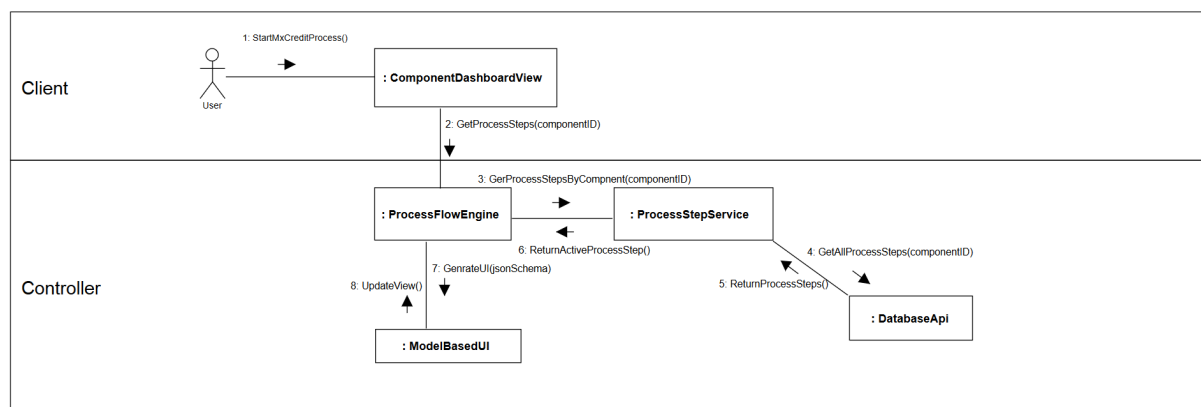 1: StartMxCreditProcess()
Client
: ComponentDashboardView
User
2: GetProcessSteps(componentID)
3: GerProcessStepsByCompnent(componentID)
: ProcessFlowEngine
: ProcessStepService
6: ReturnActiveProcessStep()
4: GetAllProcessSteps(componentID)
7: GenrateUI(jsonSchema)
Controller
8: UpdateView()
5: ReturnProcessSteps()
: DatabaseApi
: ModelBasedUI